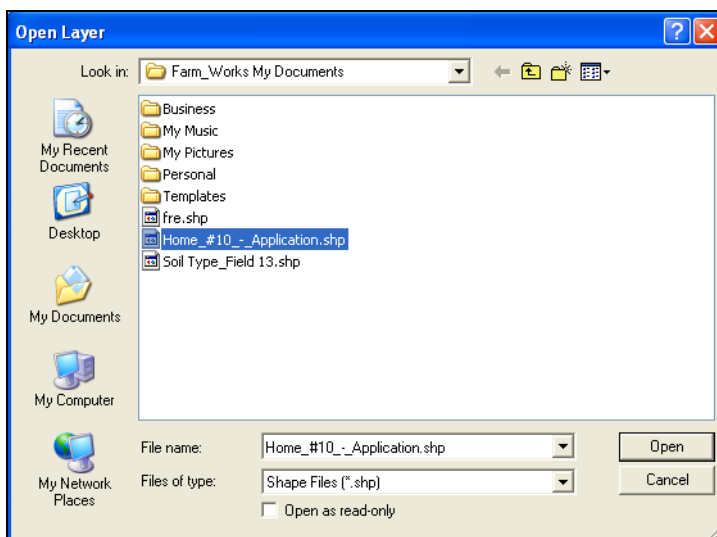 Open Layer
Look in: Farm_Works My Documents
My Recent
Documents
Desktop
My Documents
My Computer
My Network
Places
Business
My Music
My Pictures
Personal
Templates
fre.shp
Home_#10_-_Application.shp
Soil Type_Field 13.shp
File name: Home_#10_-_Application.shp Open
Files of type: Shape Files (*.shp) Cancel
Open as read-only